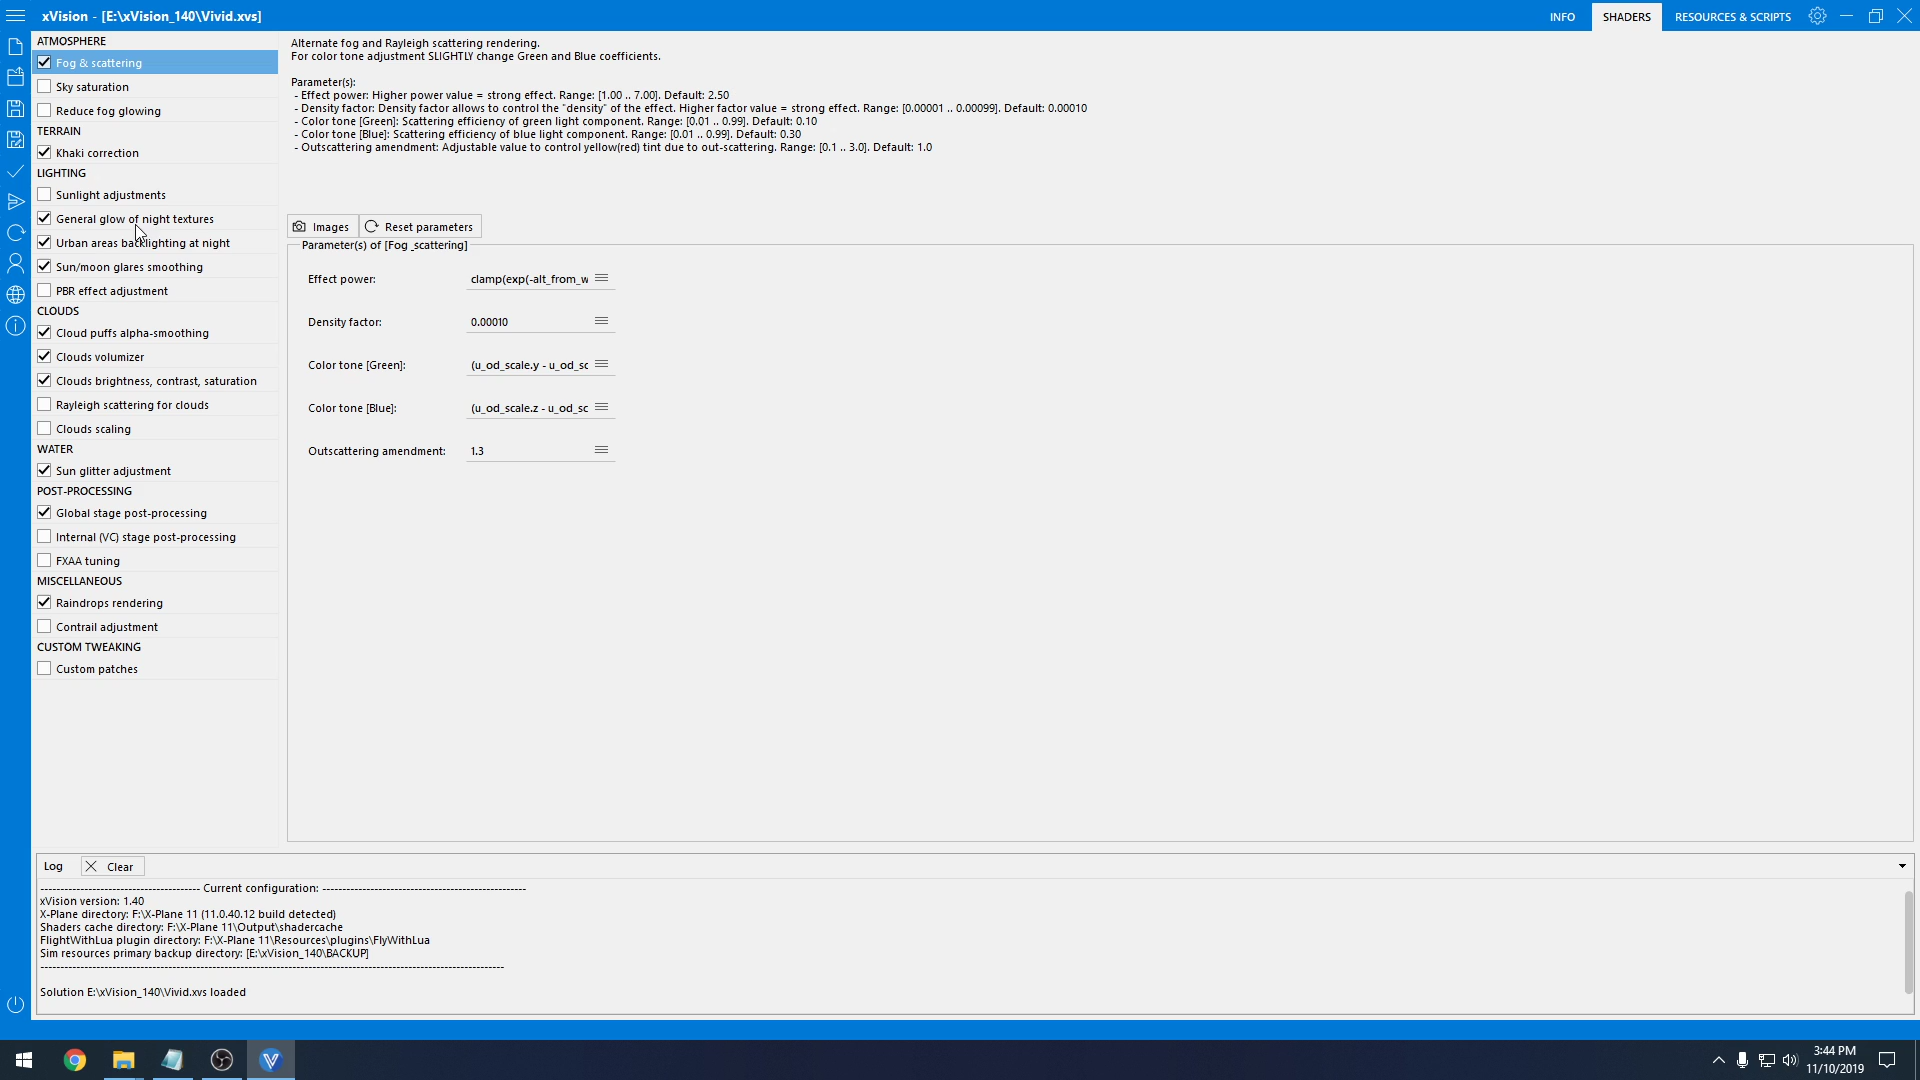 xVision - [E:\xVision_140\Vivid.xvs]
INFO
SHADERS
RESOURCES & SCRIPTS
ATMOSPHERE
Fog & scattering
Sky saturation
Reduce fog glowing
TERRAIN
Khaki correction
LIGHTING
Sunlight adjustments
General glow of night textures
Urban areas backlighting at night
Sun/moon glares smoothing
PBR effect adjustment
CLOUDS
Cloud puffs alpha-smoothing
Clouds volumizer
Clouds brightness, contrast, saturation
Rayleigh scattering for clouds
Clouds scaling
WATER
Sun glitter adjustment
POST-PROCESSING
Global stage post-processing
Internal (VC) stage post-processing
FXAA tuning
MISCELLANEOUS
Raindrops rendering
Contrail adjustment
CUSTOM TWEAKING
Custom patches
Alternate fog and Rayleigh scattering rendering.
For color tone adjustment SLIGHTLY change Green and Blue coeficients.
Parameter(s):
- Effect power: Higher power value = strong effect. Range: [1.00 .. 7.00]. Default: 2.50
- Density factor: Density factor allows to control the "density" of the effect. Higher factor value = strong effect. Range: [0.00001 .. 0.00099]. Default: 0.00010
- Color tone [Green]: Scattering efficiency of green light component. Range: [0.01 .. 0.99]. Default: 0.10
- Color tone [Blue]: Scattering efficiency of blue light component. Range: [0.01 .. 0.99]. Default: 0.30
- Outscattering amendment: Adjustable value to control yellow(red) tint due to out-scattering. Range: [0.1 .. 3.0]. Default: 1.0
Images
Reset parameters
Parameter(s) of [Fog _scattering]
Effect power: clamp(exp(-alt_from_w
Density factor: 0.00010
Color tone [Green]: (u_od_scale.y - u_od_sc
Color tone [Blue]: (u_od_scale.z - u_od_sc
Outscattering amendment: 1.3
Log
Clear
---------------------------------------- Current configuration: ---------------------------------------------------
xVision version: 1.40
X-Plane directory: F:\X-Plane 11 (11.0.40.12 build detected)
Shaders cache directory: F:\X-Plane 11\Output\shadercache
FlightWithLua plugin directory: F:\X-Plane 11\Resources\plugins\FlyWithLua
Sim resources primary backup directory: [E:\xVision_140\BACKUP]
--------------------------------------------------------------------------------------------------------------------
Solution E:\xVision_140\Vivid.xvs loaded
3:44 PM
11/10/2019